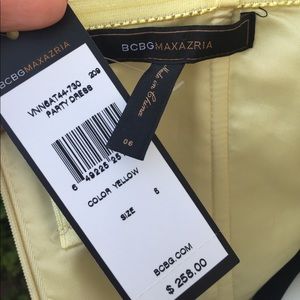 BCBGMAXAZRIA
Made in China
06
VNN6AT44-730 209
PARTY DRESS
6 49225 25
COLOR YELLOW
SIZE 6
BCBG.COM
$ 258.00